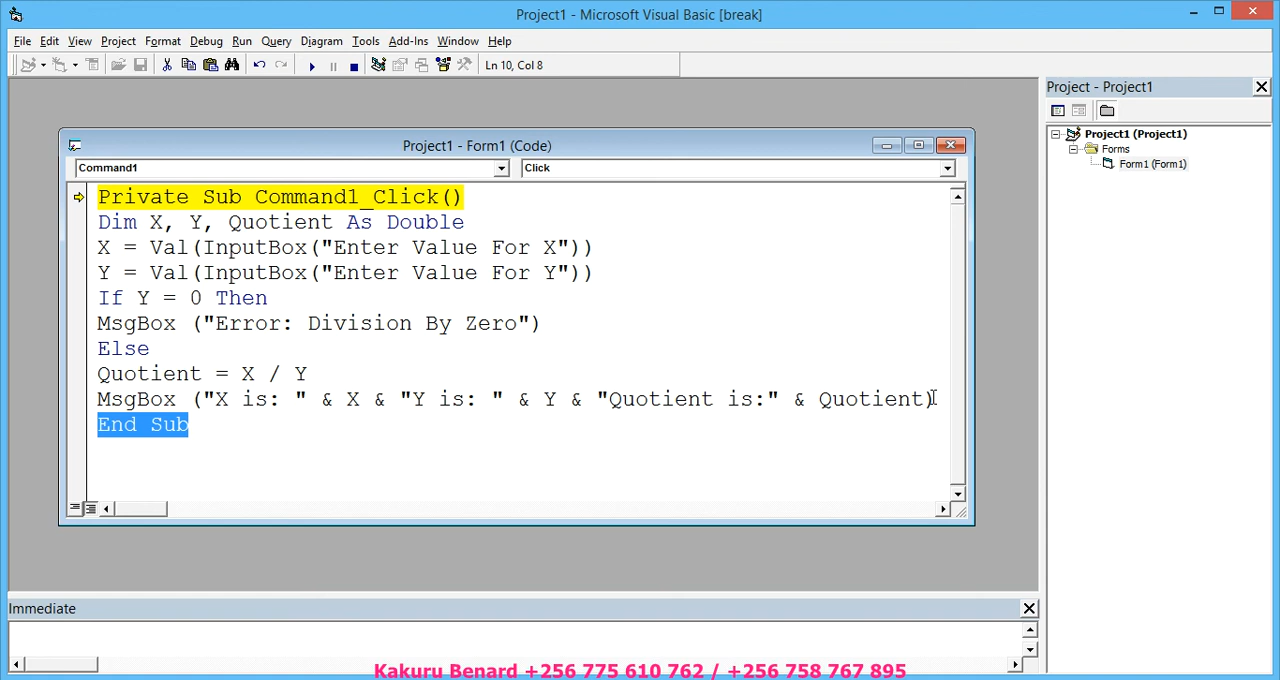 Project1 - Microsoft Visual Basic [break]
File Edit View Project Format Debug Run Query Diagram Tools Add-Ins Window Help
Ln 10, Col 8
Project - Project1
Project1 (Project1)
Forms
Form1 (Form1)
Project1 - Form1 (Code)
Command1 Click
Private Sub Command1_Click()
Dim X, Y, Quotient As Double
X = Val(InputBox("Enter Value For X"))
Y = Val(InputBox("Enter Value For Y"))
If Y = 0 Then
MsgBox ("Error: Division By Zero")
Else
Quotient = X / Y
MsgBox ("X is: " & X & "Y is: " & Y & "Quotient is:" & Quotient)
End Sub
Immediate
Kakuru Benard +256 775 610 762 / +256 758 767 895